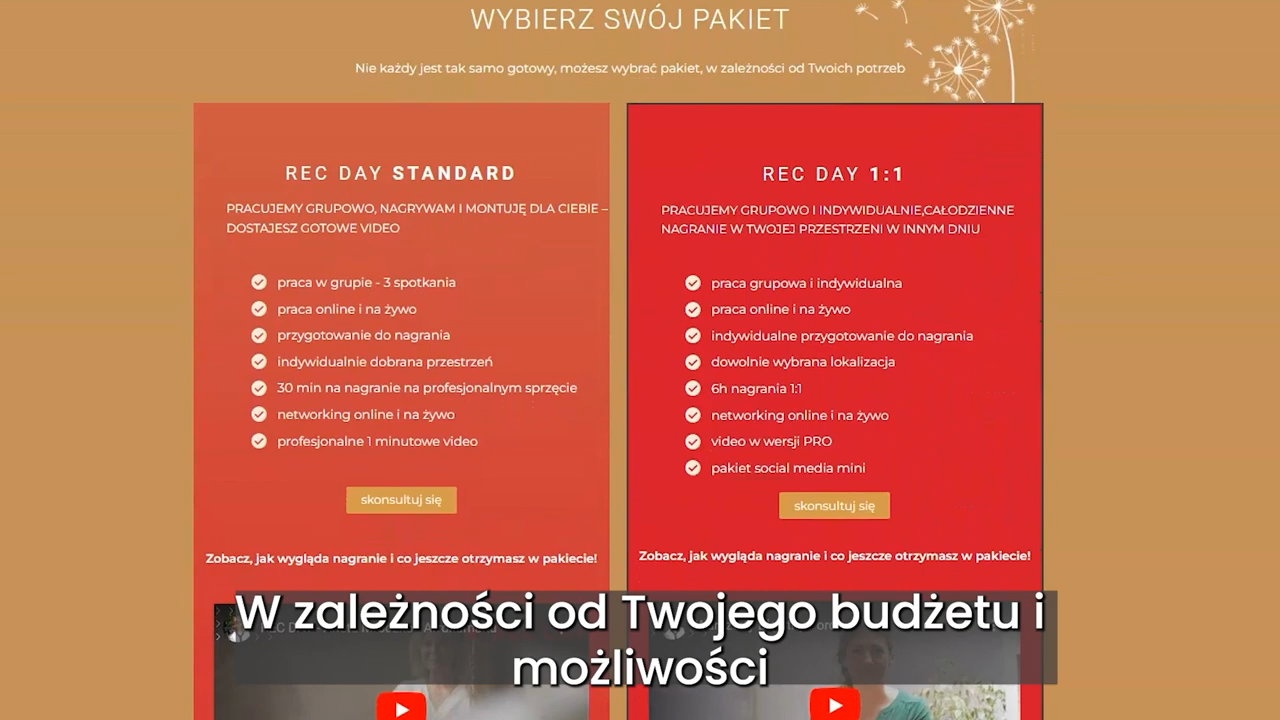 WYBIERZ SWÓJ PAKIET
Nie każdy jest tak samo gotowy, możesz wybrać pakiet, w zależności od Twoich potrzeb
REC DAY STANDARD
PRACUJEMY GRUPOWO, NAGRYWAM I MONTUJĘ DLA CIEBIE –
DOSTAJESZ GOTOWE VIDEO
praca w grupie - 3 spotkania
praca online i na żywo
przygotowanie do nagrania
indywidualnie dobrana przestrzeń
30 min na nagranie na profesjonalnym sprzęcie
networking online i na żywo
profesjonalne 1 minutowe video
skonsultuj się
Zobacz, jak wygląda nagranie i co jeszcze otrzymasz w pakiecie!
REC DAY 1:1
PRACUJEMY GRUPOWO I INDYWIDUALNIE,CAŁODZIENNE
NAGRANIE W TWOJEJ PRZESTRZENI W INNYM DNIU
praca grupowa i indywidualna
praca online i na żywo
indywidualne przygotowanie do nagrania
dowolnie wybrana lokalizacja
6h nagrania 1:1
networking online i na żywo
video w wersji PRO
pakiet social media mini
skonsultuj się
Zobacz, jak wygląda nagranie i co jeszcze otrzymasz w pakiecie!
W zależności od Twojego budżetu i
możliwości